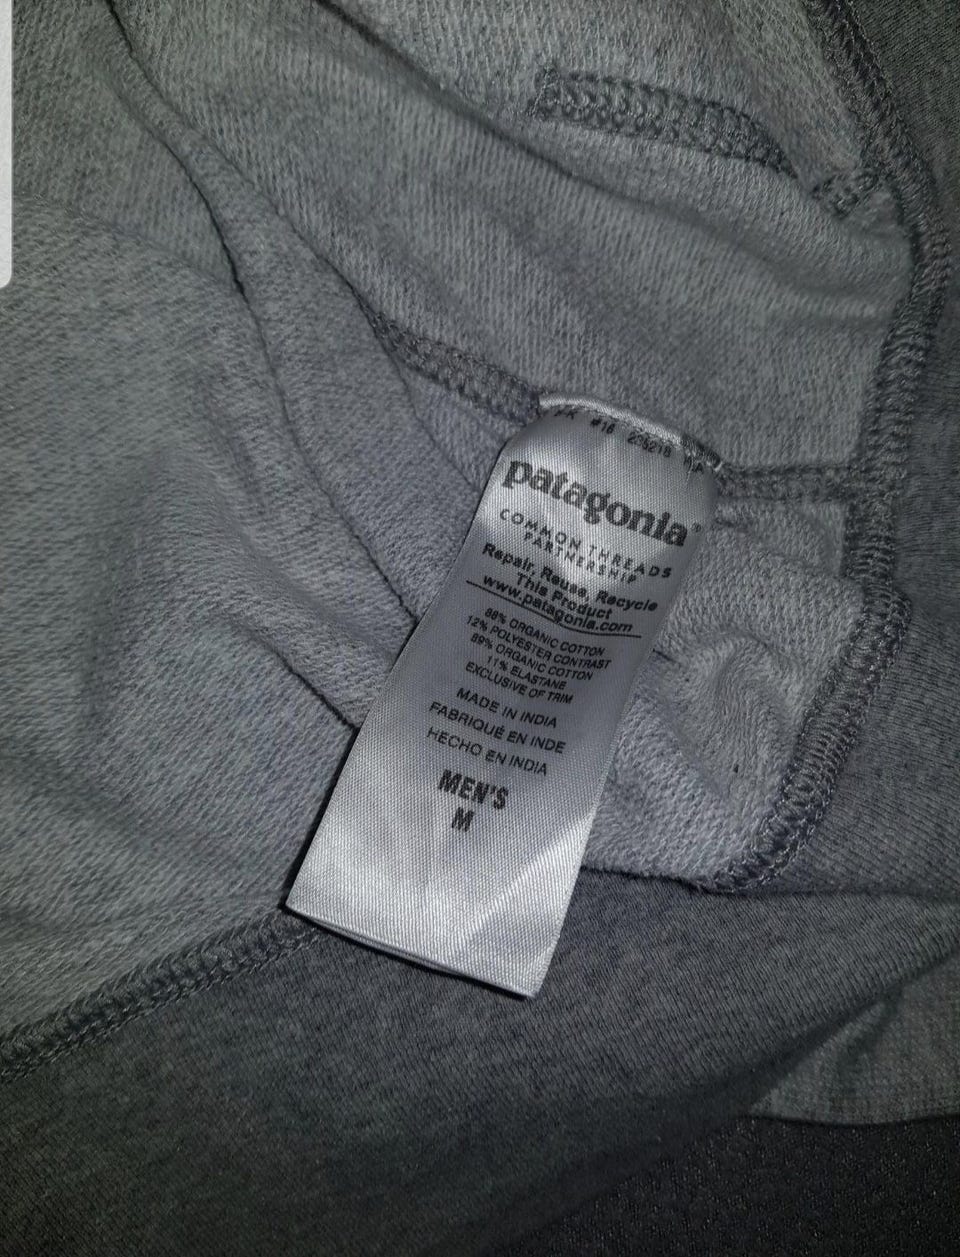 #16
patagonia®
COMMON THREADS
PARTNERSHIP
Repair, Reuse, Recycle
This Product
www.patagonia.com
88% ORGANIC COTTON
12% POLYESTER CONTRAST
89% ORGANIC COTTON
11% ELASTANE
EXCLUSIVE OF TRIM
MADE IN INDIA
FABRIQUÉ EN INDE
HECHO EN INDIA
MEN'S
M